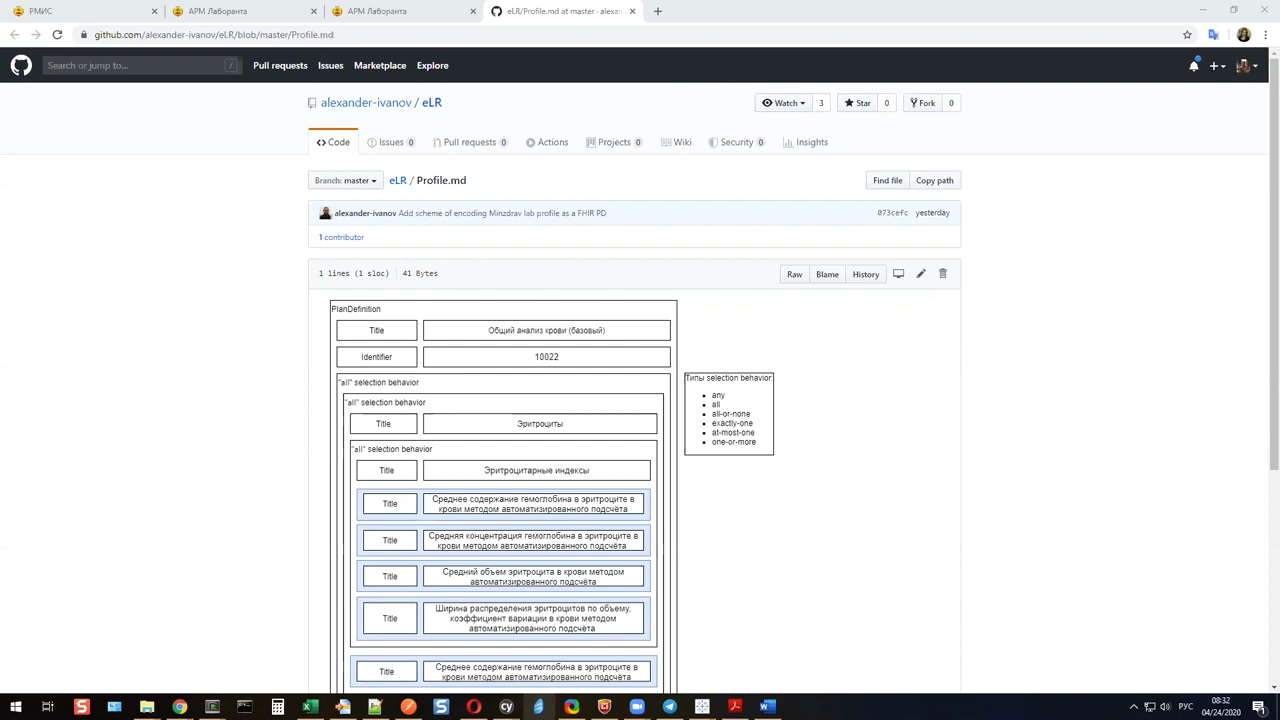 РМИС
АРМ Лаборанта
АРМ Лаборанта
eLR/Profile.md at master · alexan
github.com/alexander-ivanov/eLR/blob/master/Profile.md
Search or jump to...
/
Pull requests
Issues
Marketplace
Explore
alexander-ivanov / eLR
Watch 3
Star 0
Fork 0
Code
Issues 0
Pull requests 0
Actions
Projects 0
Wiki
Security 0
Insights
Branch: master
eLR / Profile.md
Find file
Copy path
alexander-ivanov Add scheme of encoding Minzdrav lab profile as a FHIR PD
073cefc yesterday
1 contributor
1 lines (1 sloc) 41 Bytes
Raw
Blame
History
PlanDefinition
Title
Общий анализ крови (базовый)
Identifier
10022
"all" selection behavior
"all" selection behavior
Title
Эритроциты
"all" selection behavior
Title
Эритроцитарные индексы
Title
Среднее содержание гемоглобина в эритроците в
крови методом автоматизированного подсчёта
Title
Средняя концентрация гемоглобина в эритроците в
крови методом автоматизированного подсчёта
Title
Средний объем эритроцита в крови методом
автоматизированного подсчёта
Title
Ширина распределения эритроцитов по объему,
коэффициент вариации в крови методом
автоматизированного подсчёта
Title
Среднее содержание гемоглобина в эритроците в
крови методом автоматизированного подсчёта
Типы selection behavior:
• any
• all
• all-or-none
• exactly-one
• at-most-one
• one-or-more
РУС
08:32
04/24/2020